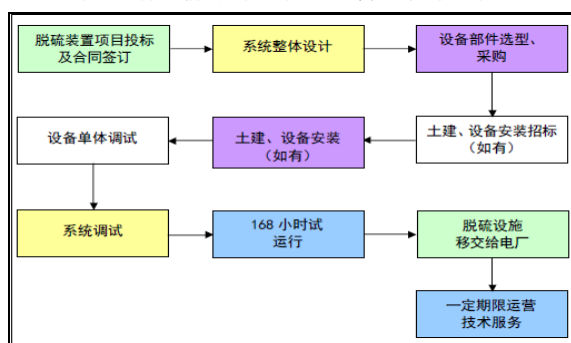 脱硫装置项目投标
及合同签订
系统整体设计
设备部件选型、
采购
土建、设备安装招标
（如有）
土建、设备安装
（如有）
设备单体调试
系统调试
168 小时试
运行
脱硫设施
移交给电厂
一定期限运营
技术服务